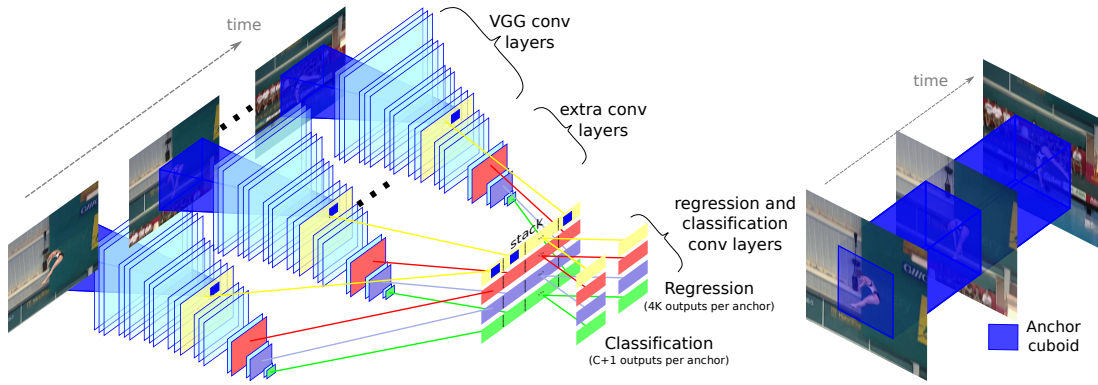 time
VGG conv
layers
extra conv
layers
stack
regression and
classification
conv layers
Regression
(4K outputs per anchor)
Classification
(C+1 outputs per anchor)
time
Anchor
cuboid